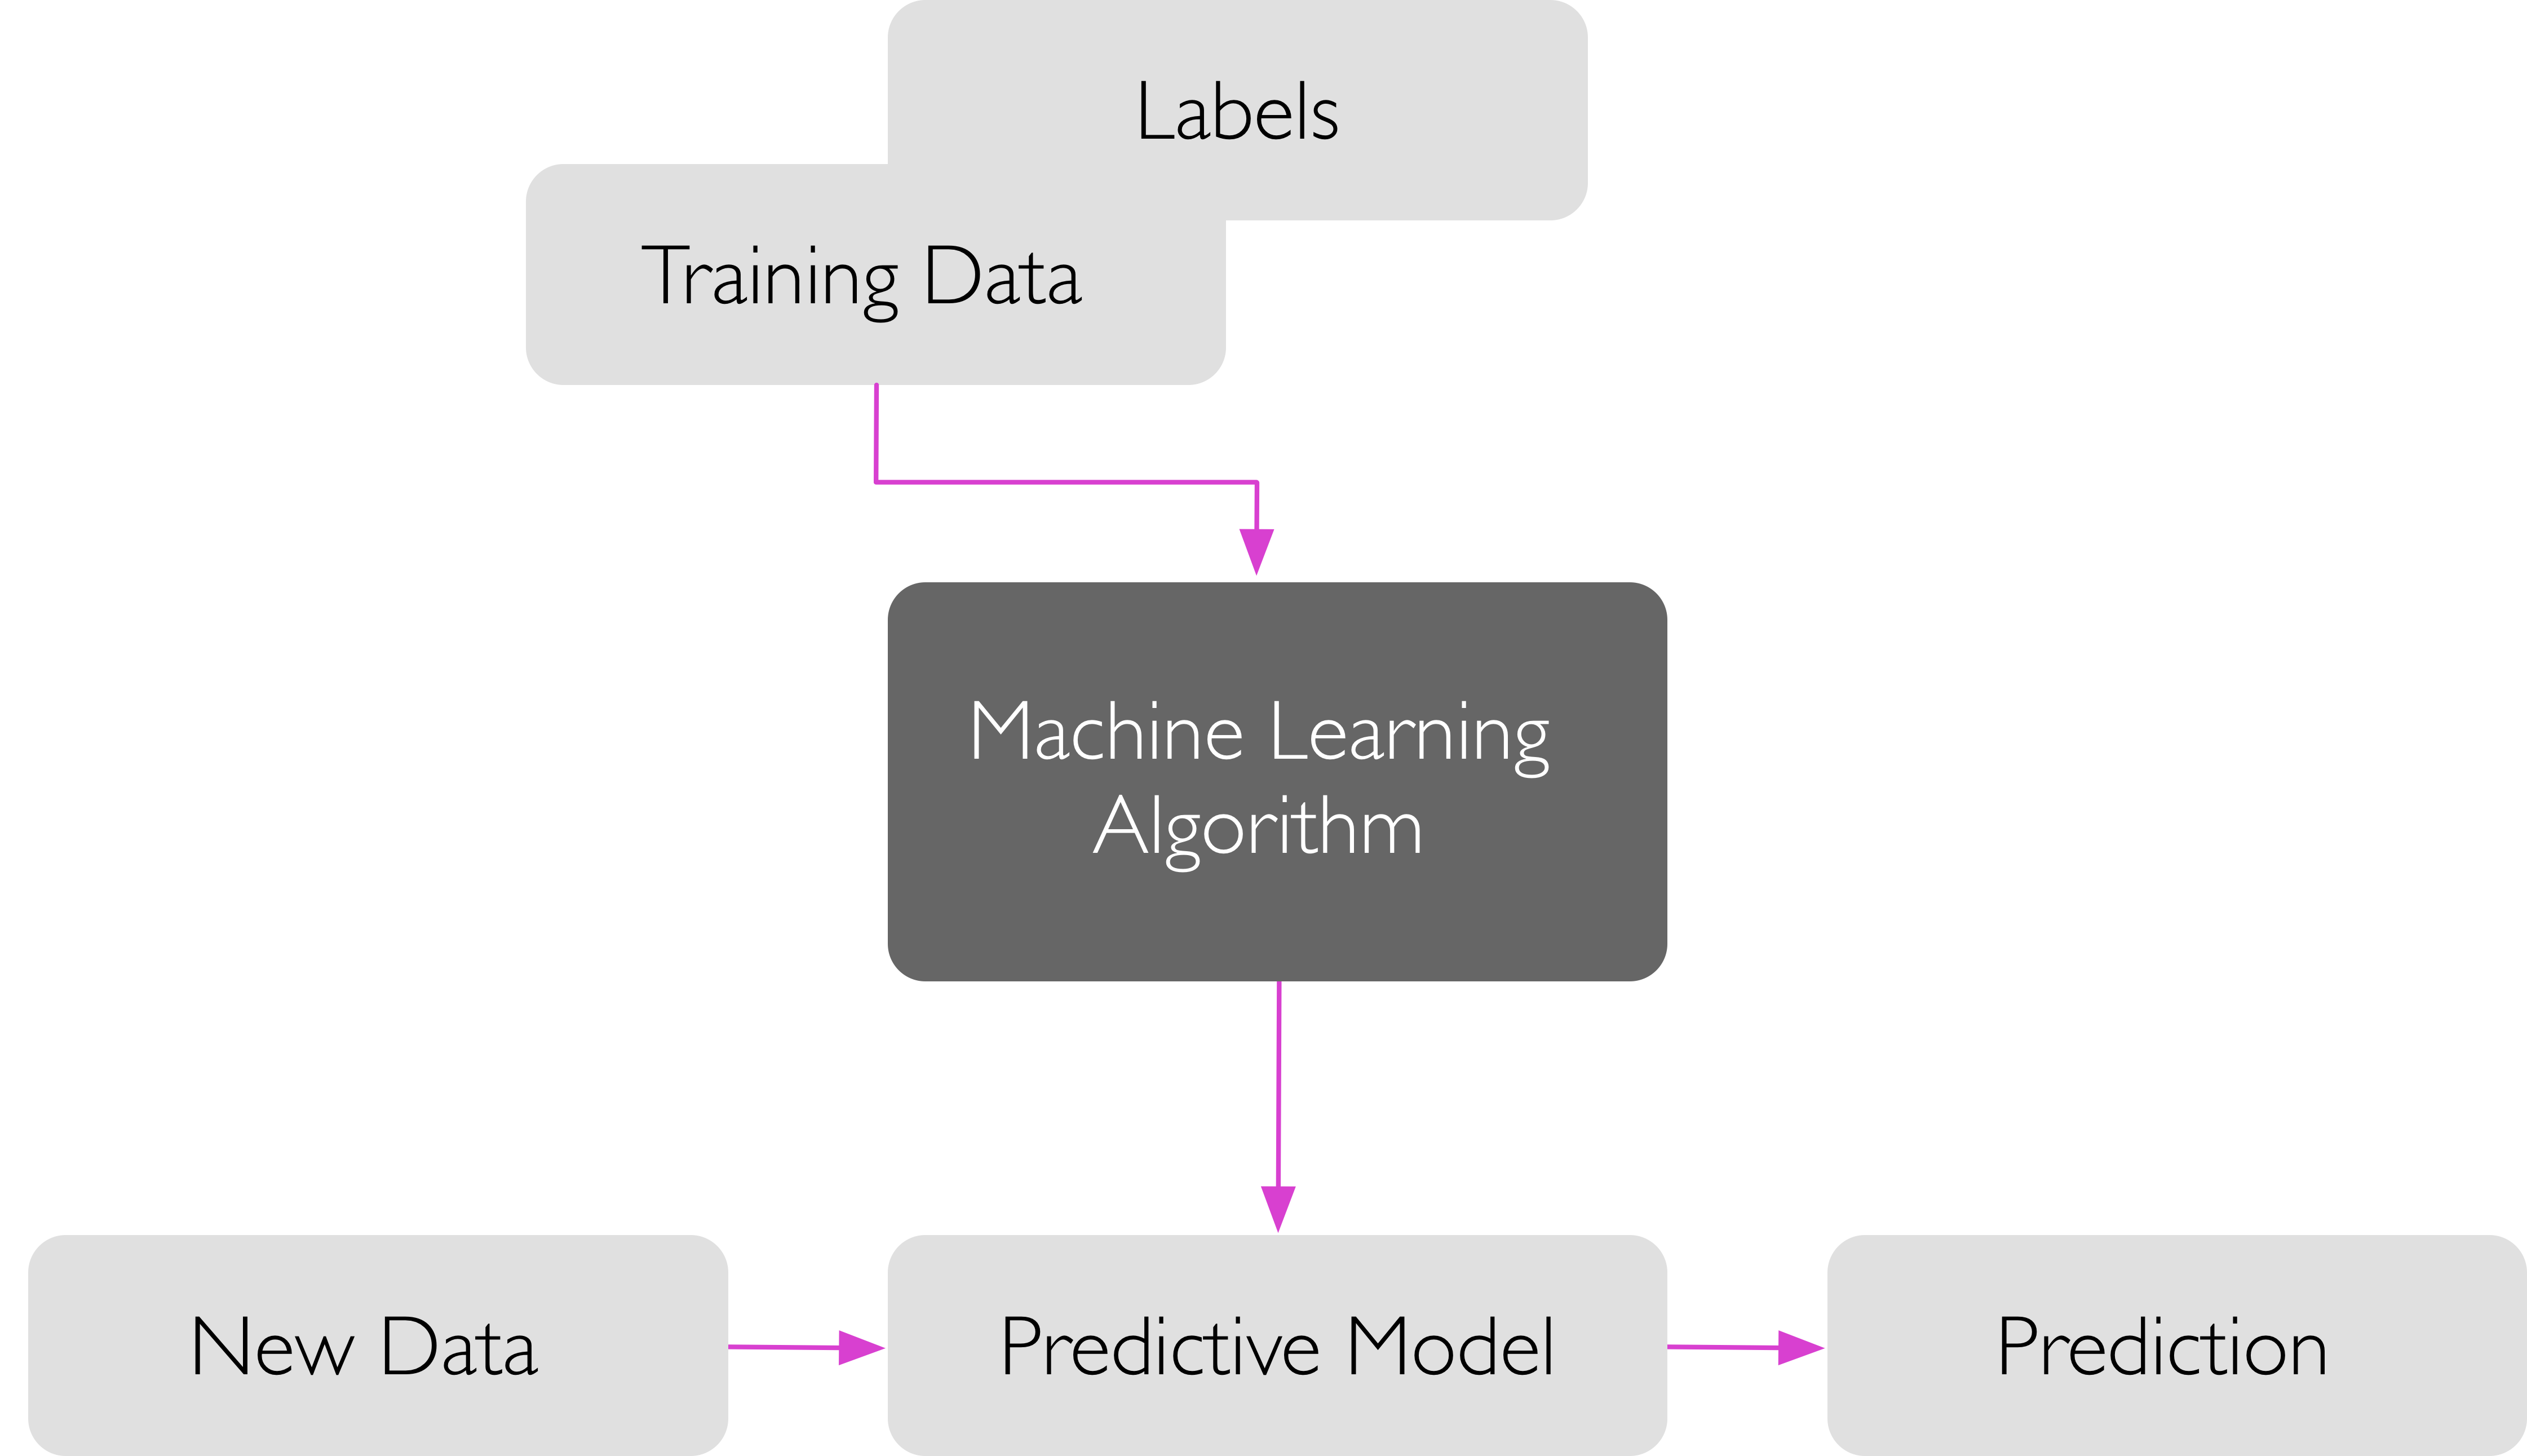 Labels
Training Data
Machine Learning
Algorithm
New Data
Predictive Model
Prediction